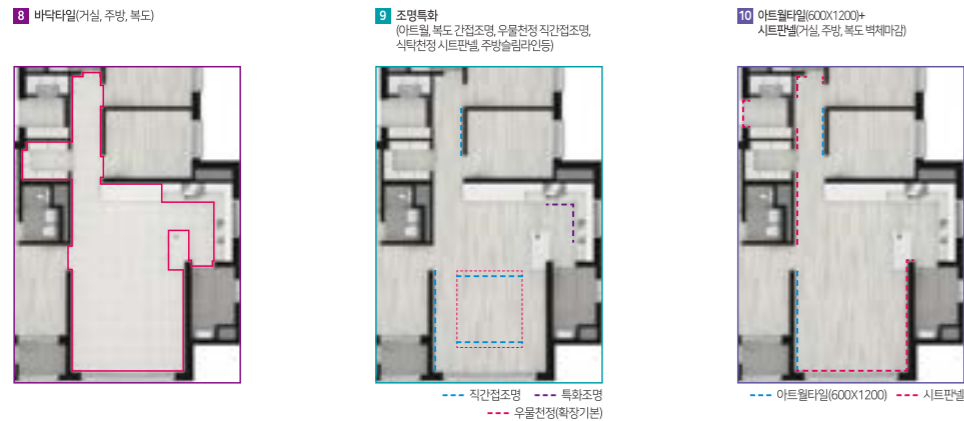 8 바닥타일(거실, 주방, 복도)
9 조명특화
(아트월, 복도 간접조명, 우물천정 직간접조명,
식탁천정 시트판넬, 주방슬림라인등)
10 아트월타일(600X1200)+
시트판넬(거실, 주방, 복도 벽체마감)
직간접조명 특화조명
우물천정(확장기본)
아트월타일(600X1200) 시트판넬